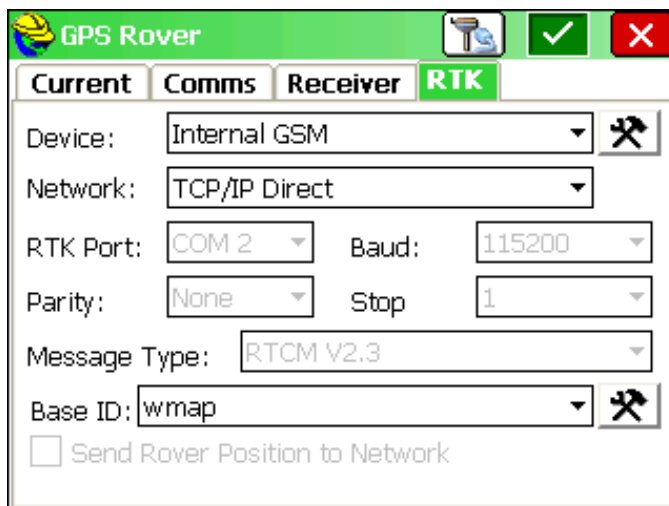 GPS Rover
Current Comms Receiver RTK
Device: Internal GSM
Network: TCP/IP Direct
RTK Port: COM 2 Baud: 115200
Parity: None Stop 1
Message Type: RTCM V2.3
Base ID: wmap
Send Rover Position to Network